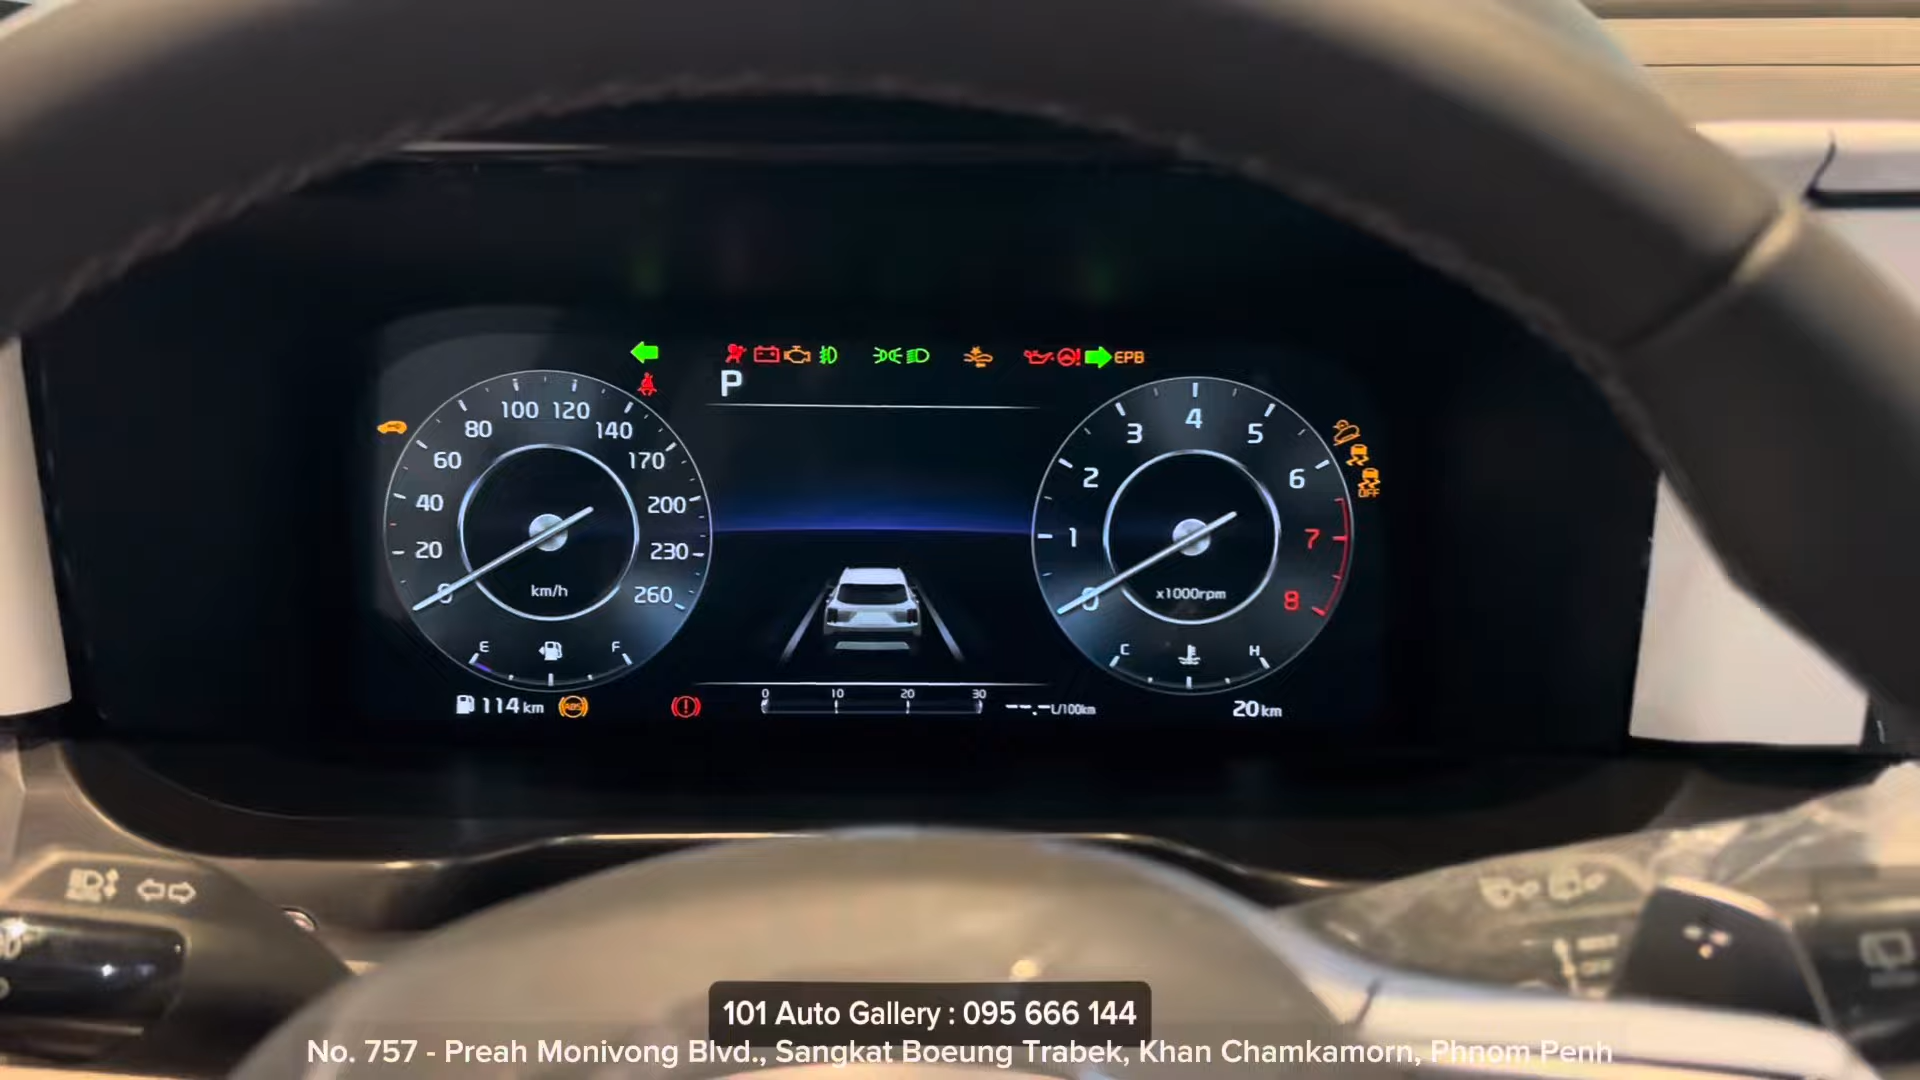 EPB
P
0 20 40 60 80 100 120 140 170 200 230 260
km/h
E F
0 1 2 3 4 5 6 7 8
x1000rpm
C H
OFF
114 km
ABS
0 10 20 30
--.- L/100km
20 km
101 Auto Gallery : 095 666 144
No. 757 - Preah Monivong Blvd., Sangkat Boeung Trabek, Khan Chamkamorn, Phnom Penh